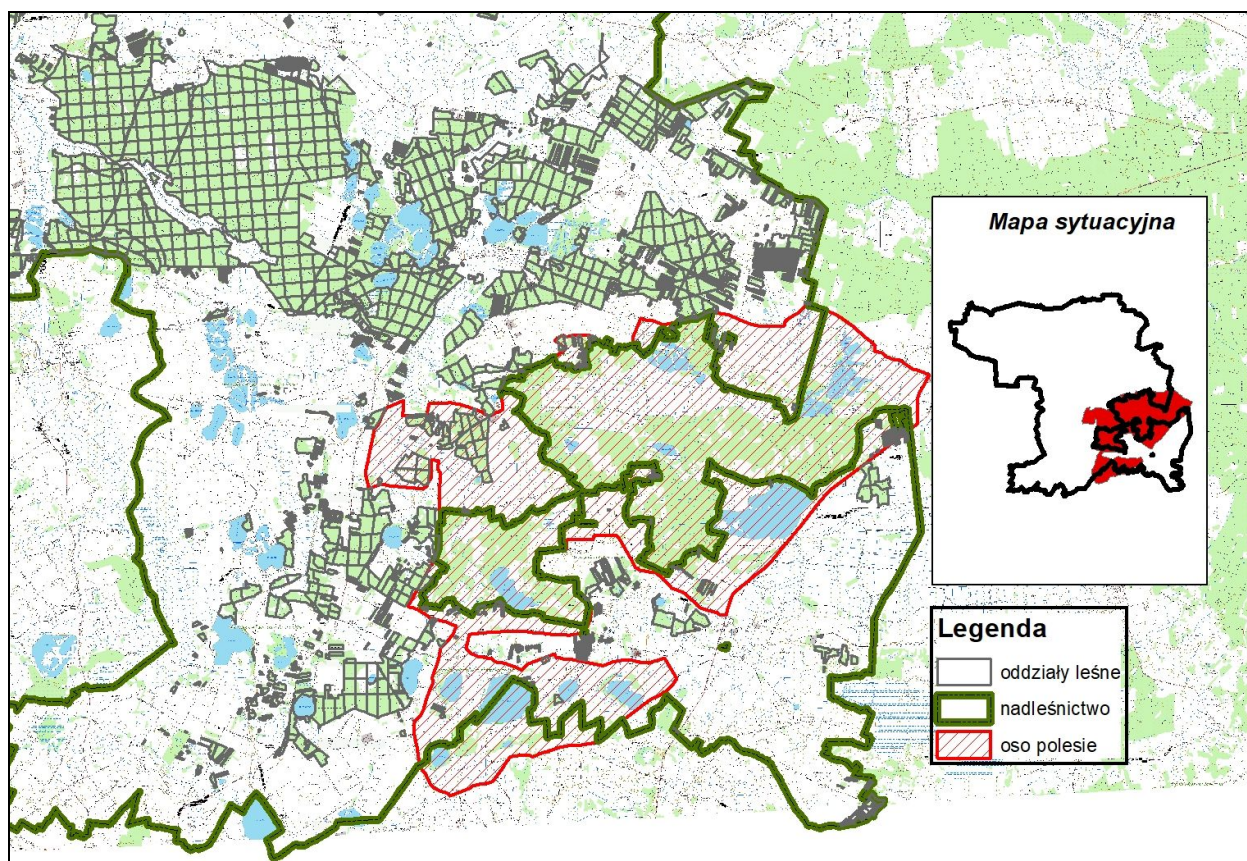 Mapa sytuacyjna
Legenda
oddziały leśne
nadleśnictwo
oso polesie